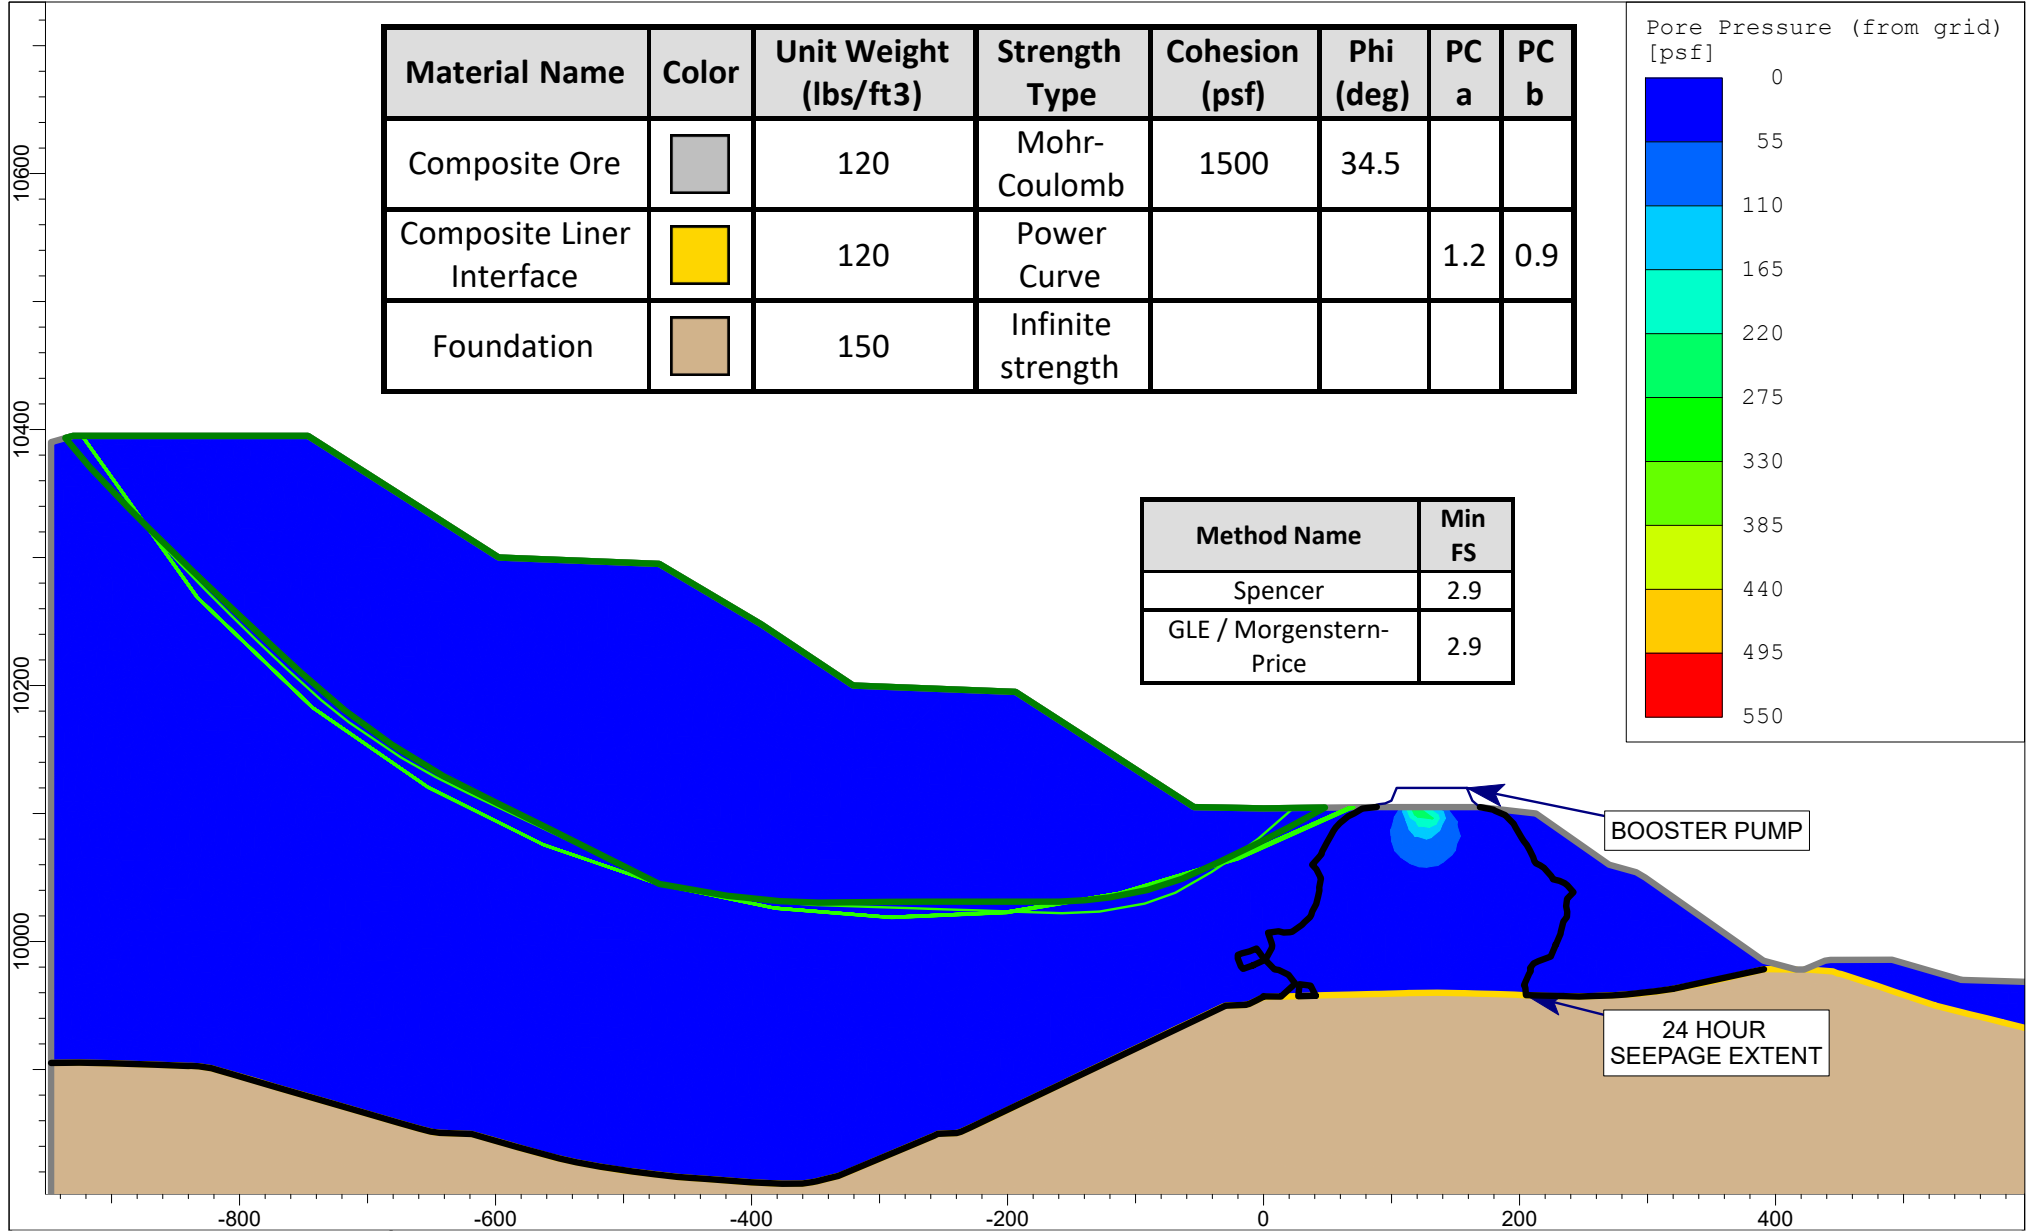 Material Name
Color
Unit Weight
(lbs/ft3)
Strength
Type
Cohesion
(psf)
Phi
(deg)
PC
a
PC
b
Composite Ore
120
Mohr-
Coulomb
1500
34.5
Composite Liner
Interface
120
Power
Curve
1.2
0.9
Foundation
150
Infinite
strength
Pore Pressure (from grid)
[psf]
0
55
110
165
220
275
330
385
440
495
550
Method Name
Min
FS
Spencer
2.9
GLE / Morgenstern-
Price
2.9
BOOSTER PUMP
24 HOUR
SEEPAGE EXTENT
10600
10400
10200
10000
-800
-600
-400
-200
0
200
400